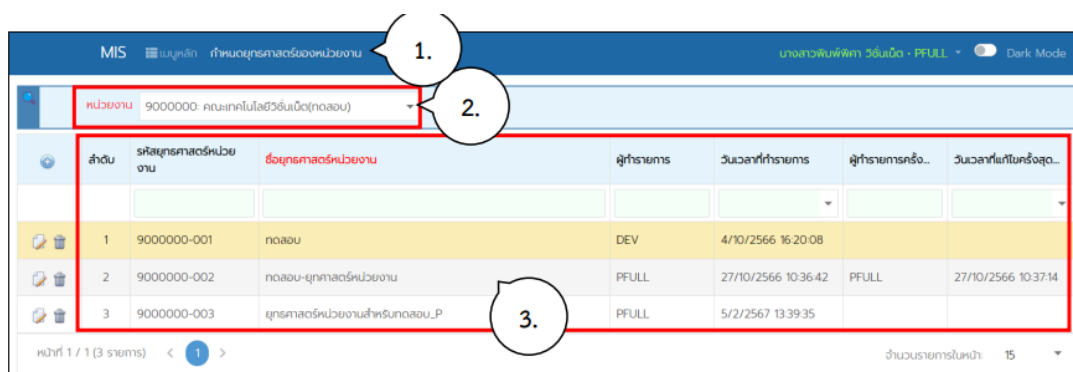 MIS เมนูหลัก กำหนดยุทธศาสตร์ของหน่วยงาน 1. นางสาวพิมพ์พิศา วิชั่นเน็ต - PFULL Dark Mode
หน่วยงาน 9000000: คณะเทคโนโลยีวิชั่นเน็ต(ทดสอบ) 2.
ลำดับ รหัสยุทธศาสตร์หน่วย ชื่อยุทธศาสตร์หน่วยงาน ผู้ทำรายการ วันเวลาที่ทำรายการ ผู้ทำรายการครั้ง... วันเวลาที่แก้ไขครั้งสุด...
งาน
1 9000000-001 ทดสอบ DEV 4/10/2566 16:20:08
2 9000000-002 ทดสอบ-ยุทศาสตร์หน่วยงาน PFULL 27/10/2566 10:36:42 PFULL 27/10/2566 10:37:14
3 9000000-003 ยุทธศาสตร์หน่วยงานสำหรับทดสอบ_P 3. PFULL 5/2/2567 13:39:35
หน้าที่ 1 / 1 (3 รายการ) < 1 > จำนวนรายการในหน้า: 15